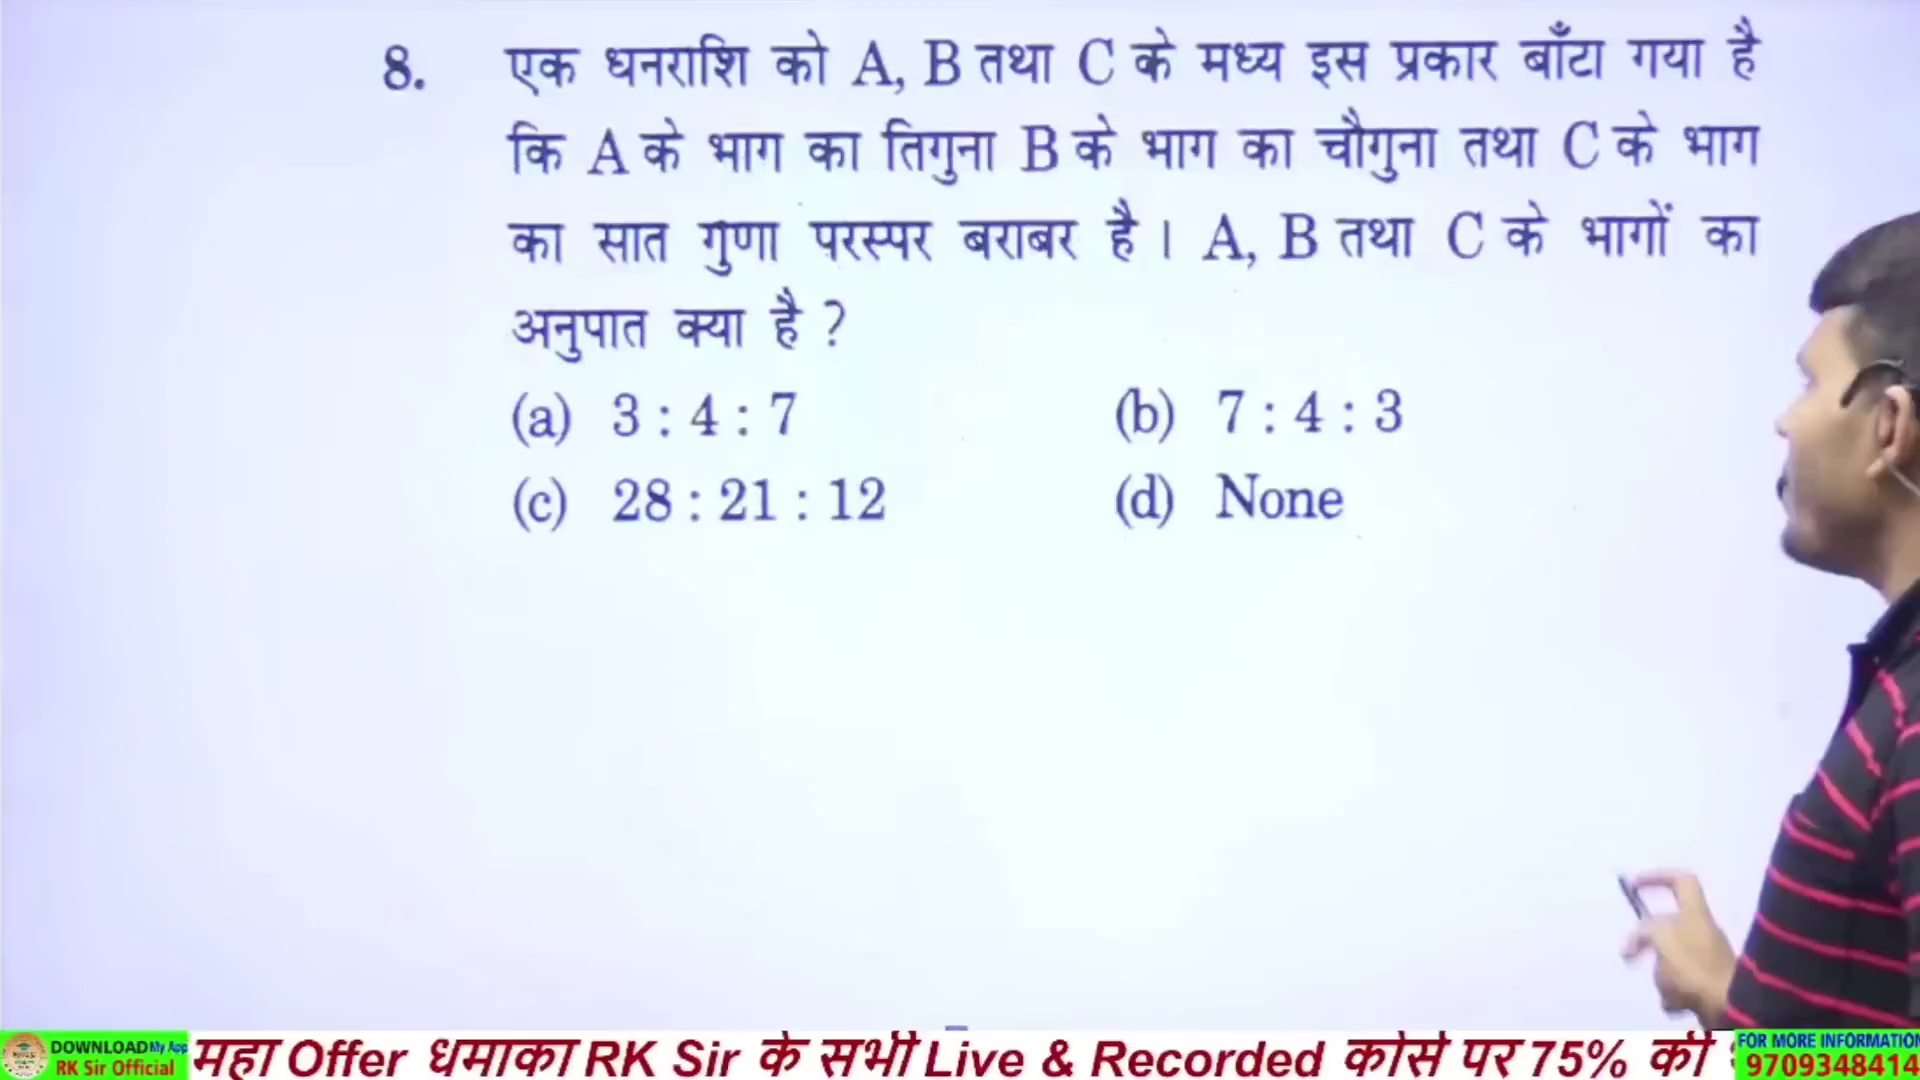 8. एक धनराशि को A, B तथा C के मध्य इस प्रकार बाँटा गया है
कि A के भाग का तिगुना B के भाग का चौगुना तथा C के भाग
का सात गुणा परस्पर बराबर है। A, B तथा C के भागों का
अनुपात क्या है ?
(a) 3 : 4 : 7 (b) 7 : 4 : 3
(c) 28 : 21 : 12 (d) None
DOWNLOAD My App
RK Sir Official
महा Offer धमाका RK Sir के सभी Live & Recorded कोर्स पर 75% की
FOR MORE INFORMATION
9709348414